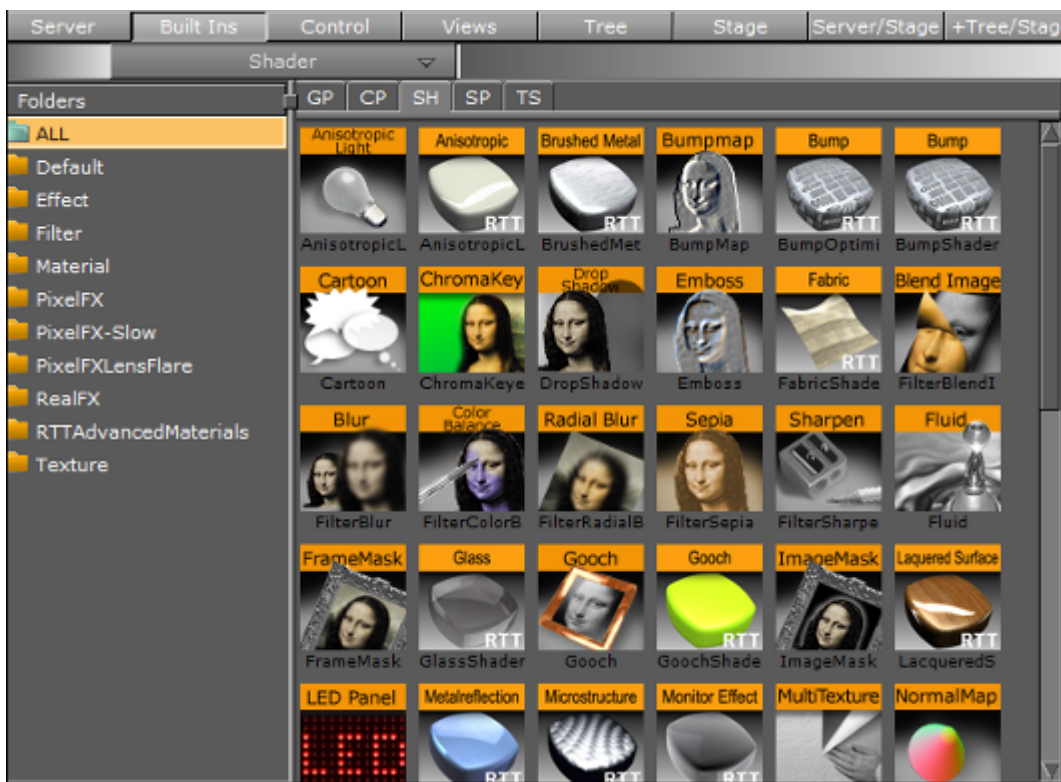 Server Built Ins Control Views Tree Stage Server/Stage +Tree/Stag
Shader
Folders
GP CP SH SP TS
ALL
Default
Effect
Filter
Material
PixelFX
PixelFX-Slow
PixelFXLensFlare
RealFX
RTTAdvancedMaterials
Texture
Anisotropic Light Anisotropic Brushed Metal Bumpmap Bump Bump
RTT RTT RTT RTT
AnisotropicL AnisotropicL BrushedMet BumpMap BumpOptimi BumpShader
Cartoon ChromaKey Drop Shadow Emboss Fabric Blend Image
RTT
Cartoon ChromaKeye DropShadow Emboss FabricShade FilterBlendI
Blur Color Balance Radial Blur Sepia Sharpen Fluid
FilterBlur FilterColorB FilterRadialB FilterSepia FilterSharpe Fluid
FrameMask Glass Gooch Gooch ImageMask Laquered Surface
RTT RTT RTT
FrameMask GlassShader Gooch GoochShade ImageMask LacqueredS
LED Panel Metalreflection Microstructure Monitor Effect MultiTexture NormalMap
LED RTT RTT RTT